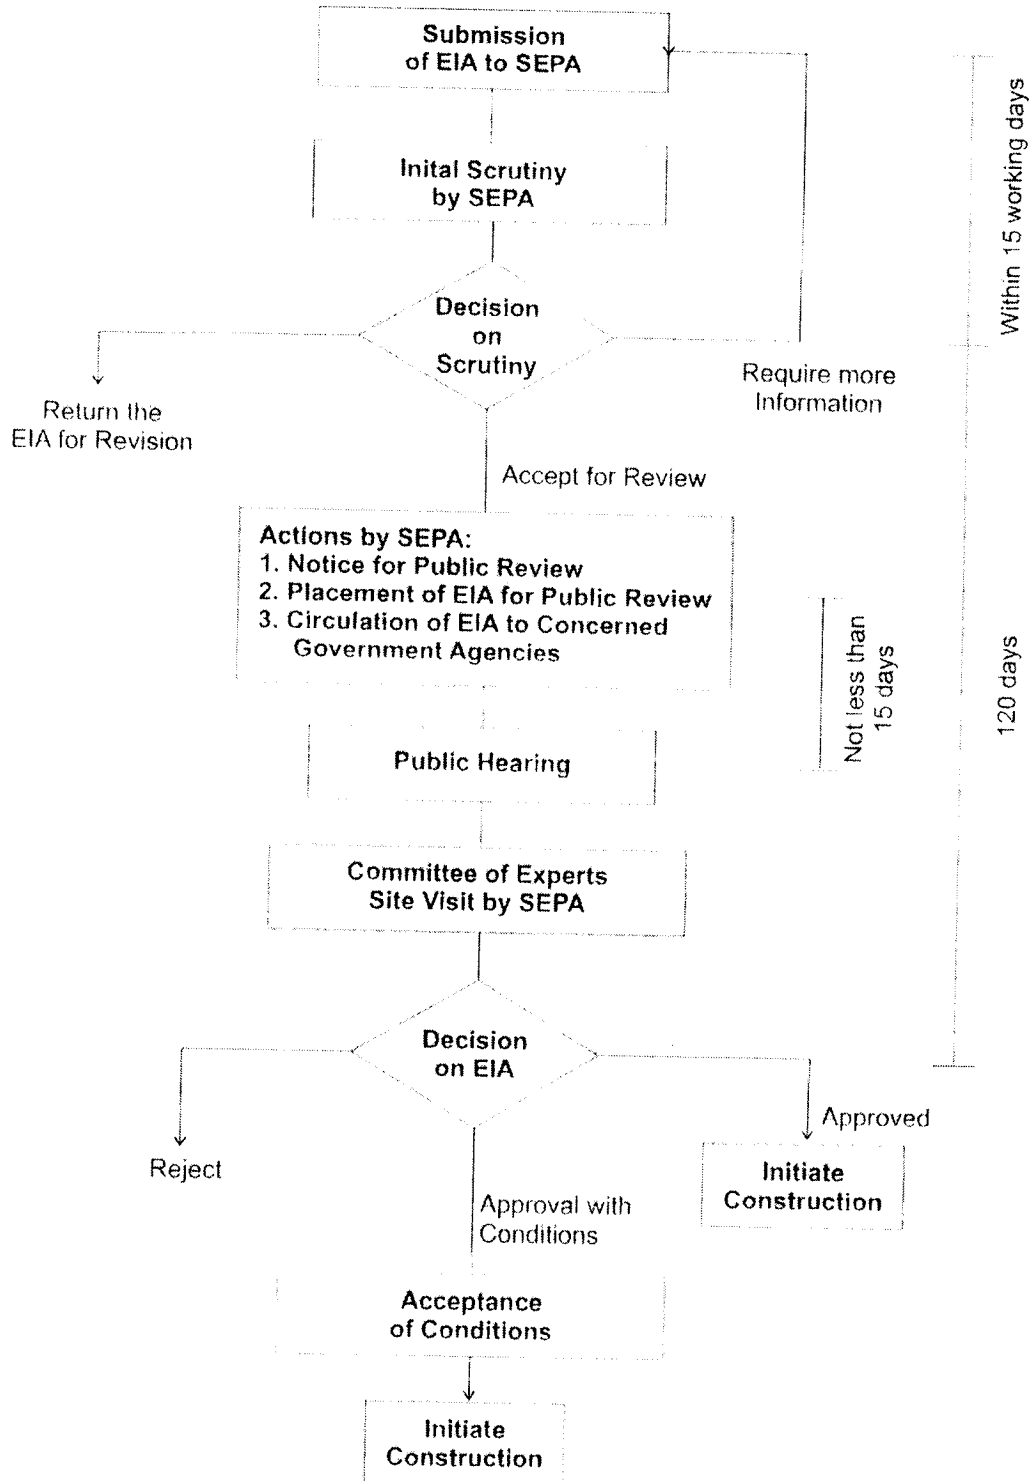 Submission
of EIA to SEPA
Inital Scrutiny
by SEPA
Decision
on
Scrutiny
Return the
EIA for Revision
Require more
Information
Within 15 working days
Accept for Review
Actions by SEPA:
1. Notice for Public Review
2. Placement of EIA for Public Review
3. Circulation of EIA to Concerned
Government Agencies
Not less than
15 days
120 days
Public Hearing
Committee of Experts
Site Visit by SEPA
Decision
on EIA
Reject
Approved
Initiate
Construction
Approval with
Conditions
Acceptance
of Conditions
Initiate
Construction